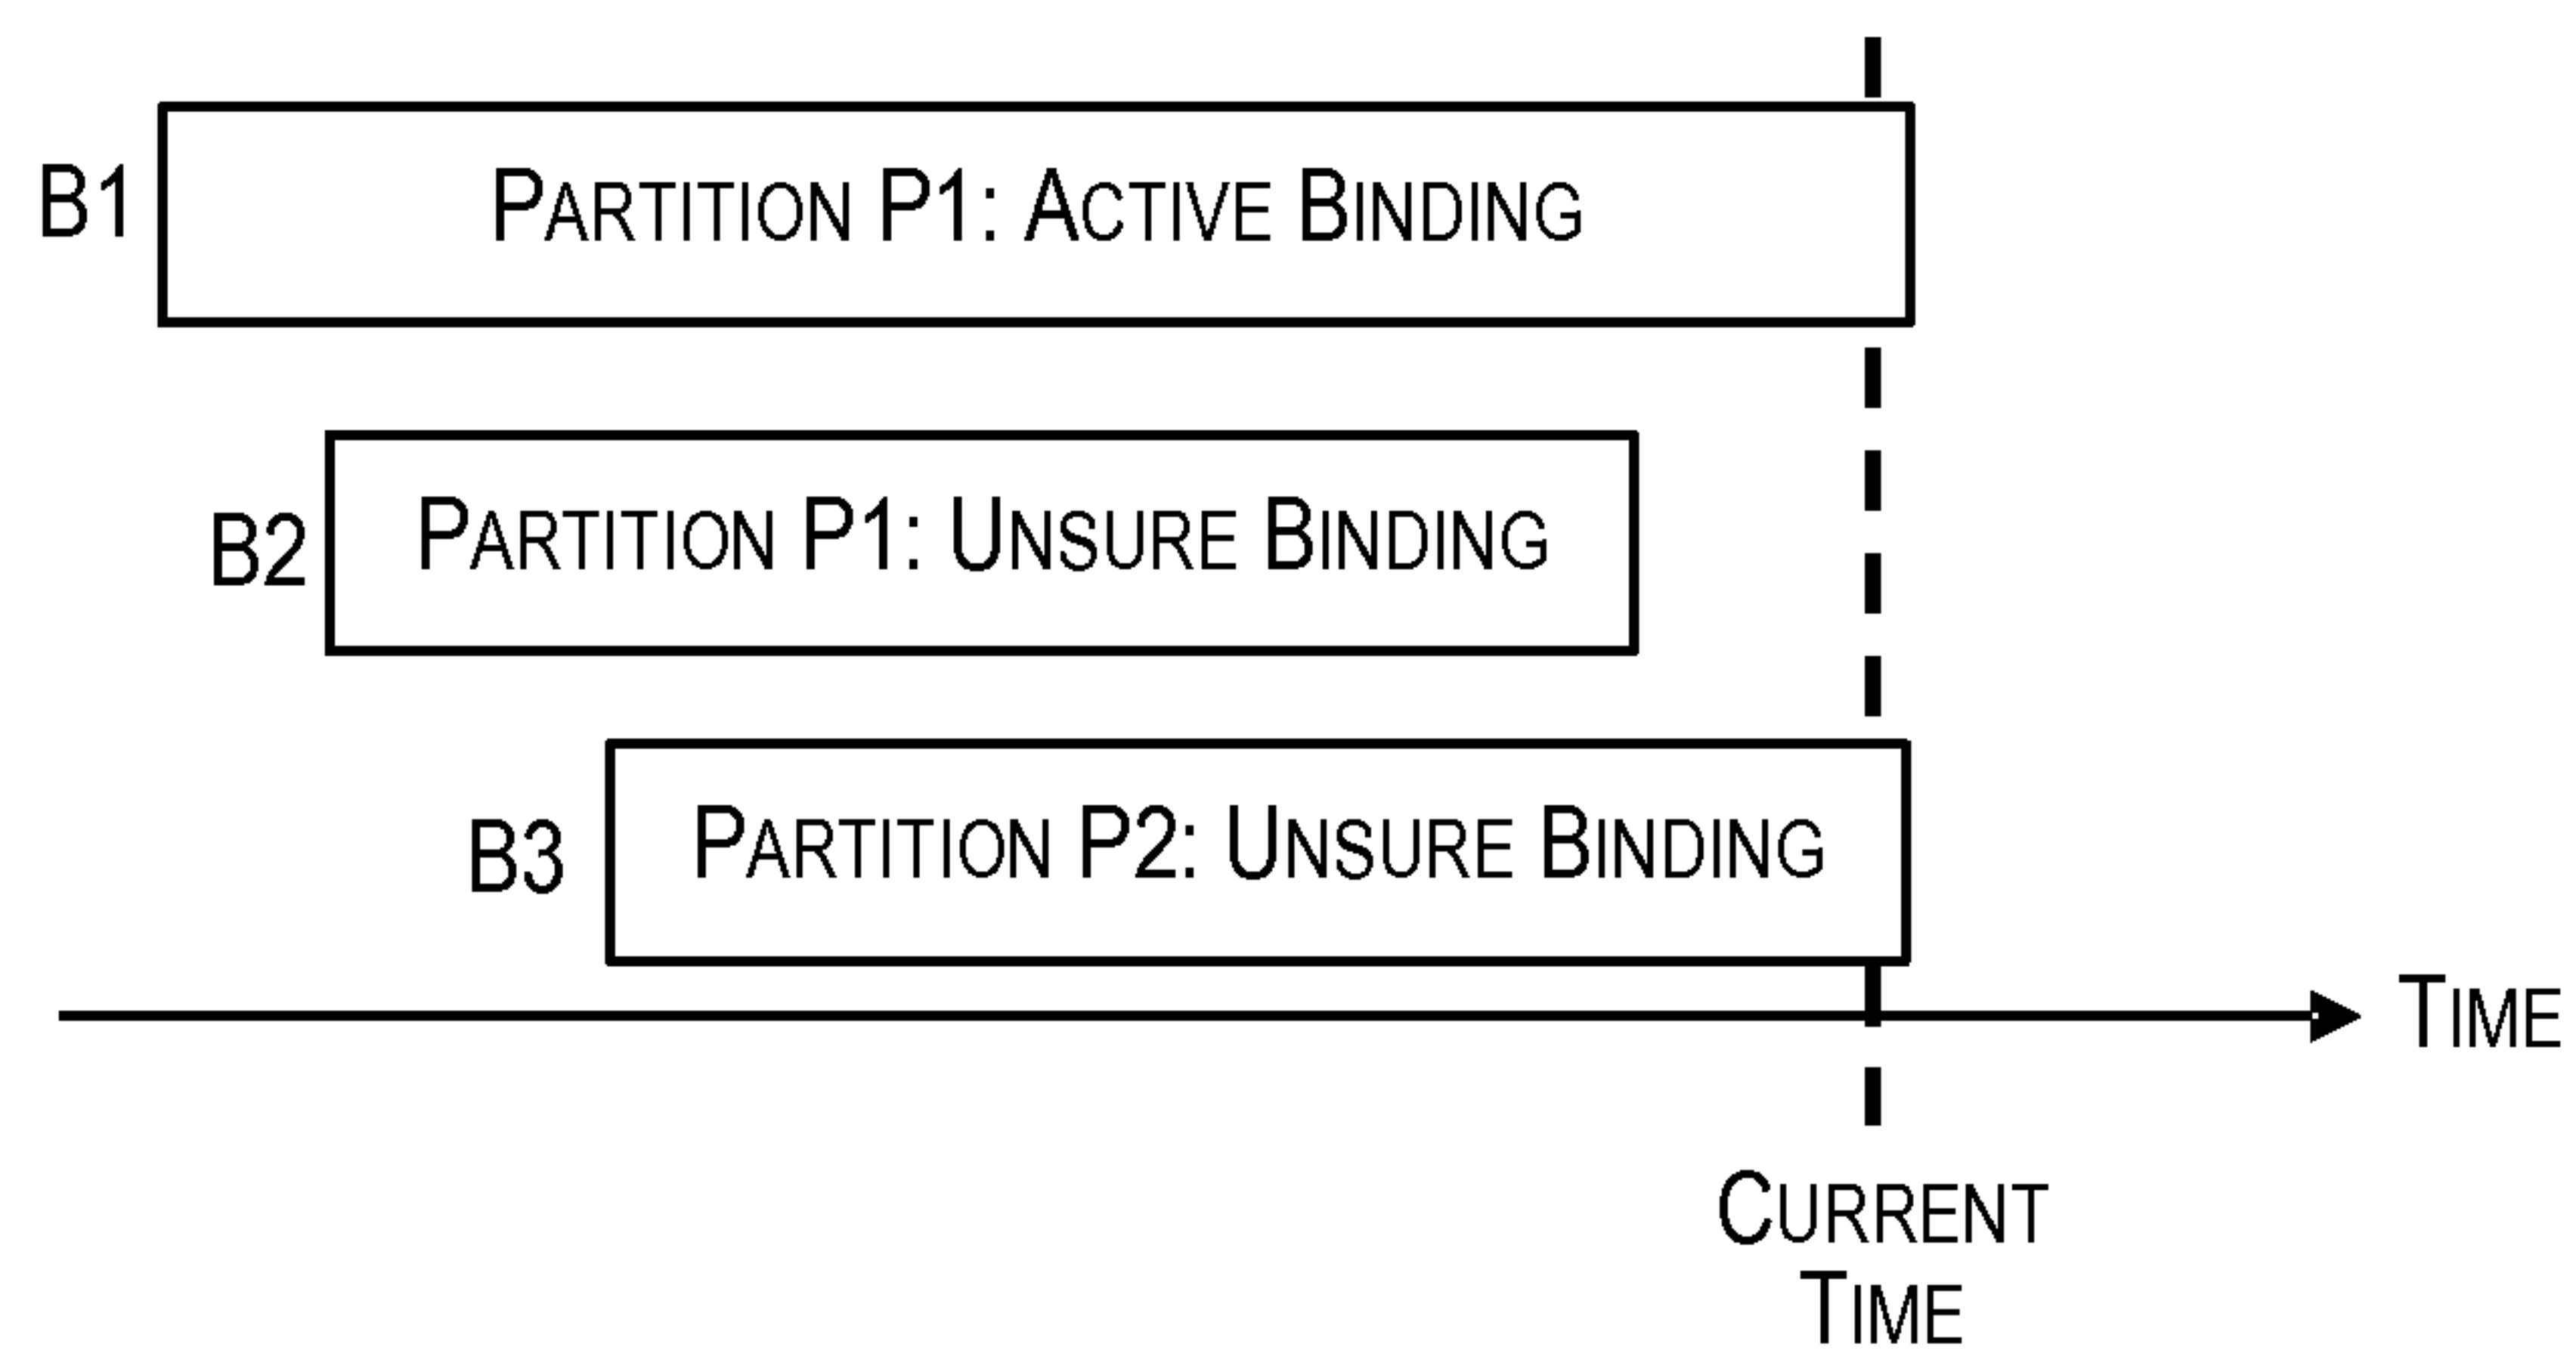 B1
PARTITION P1: ACTIVE BINDING
B2
PARTITION P1: UNSURE BINDING
B3
PARTITION P2: UNSURE BINDING
TIME
CURRENT
TIME